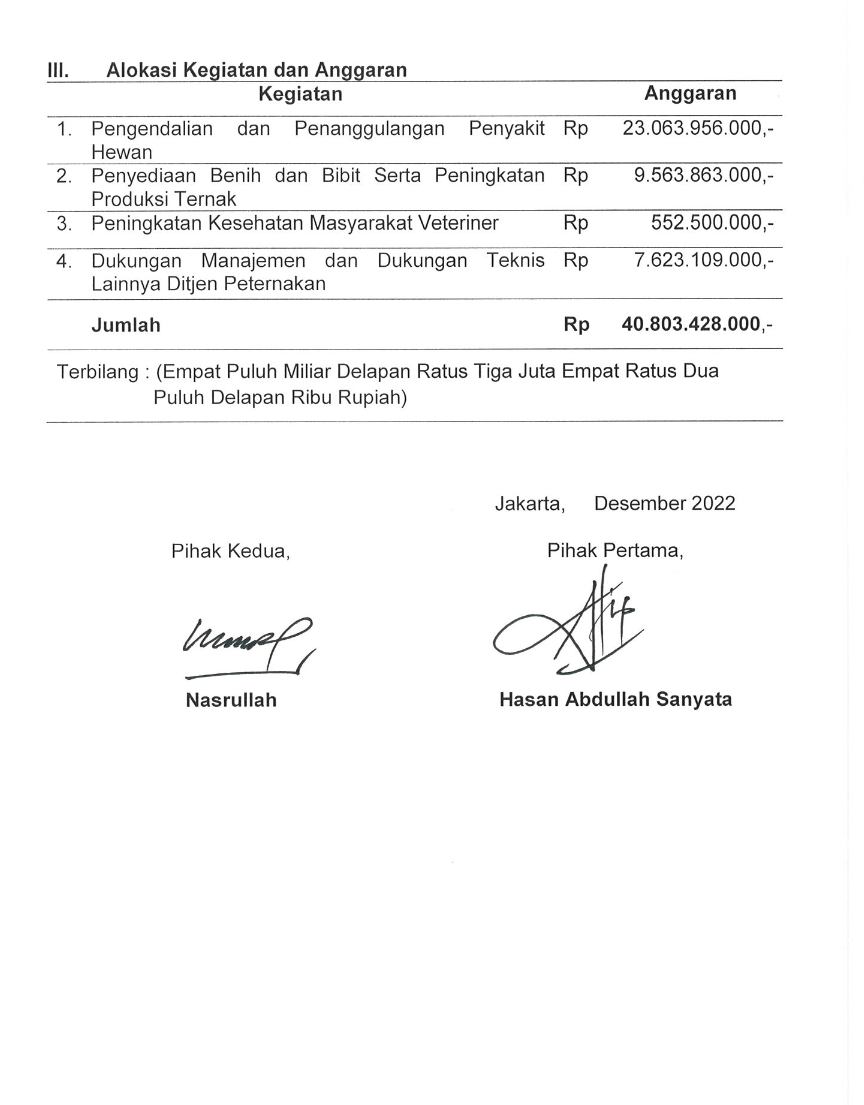 III. Alokasi Kegiatan dan Anggaran
Kegiatan Anggaran
1. Pengendalian dan Penanggulangan Penyakit Rp 23.063.956.000,-
Hewan
2. Penyediaan Benih dan Bibit Serta Peningkatan Rp 9.563.863.000,-
Produksi Ternak
3. Peningkatan Kesehatan Masyarakat Veteriner Rp 552.500.000,-
4. Dukungan Manajemen dan Dukungan Teknis Rp 7.623.109.000,-
Lainnya Ditjen Peternakan
Jumlah Rp 40.803.428.000,-
Terbilang : (Empat Puluh Miliar Delapan Ratus Tiga Juta Empat Ratus Dua
Puluh Delapan Ribu Rupiah)
Jakarta, Desember 2022
Pihak Kedua, Pihak Pertama,
Nasrullah Hasan Abdullah Sanyata